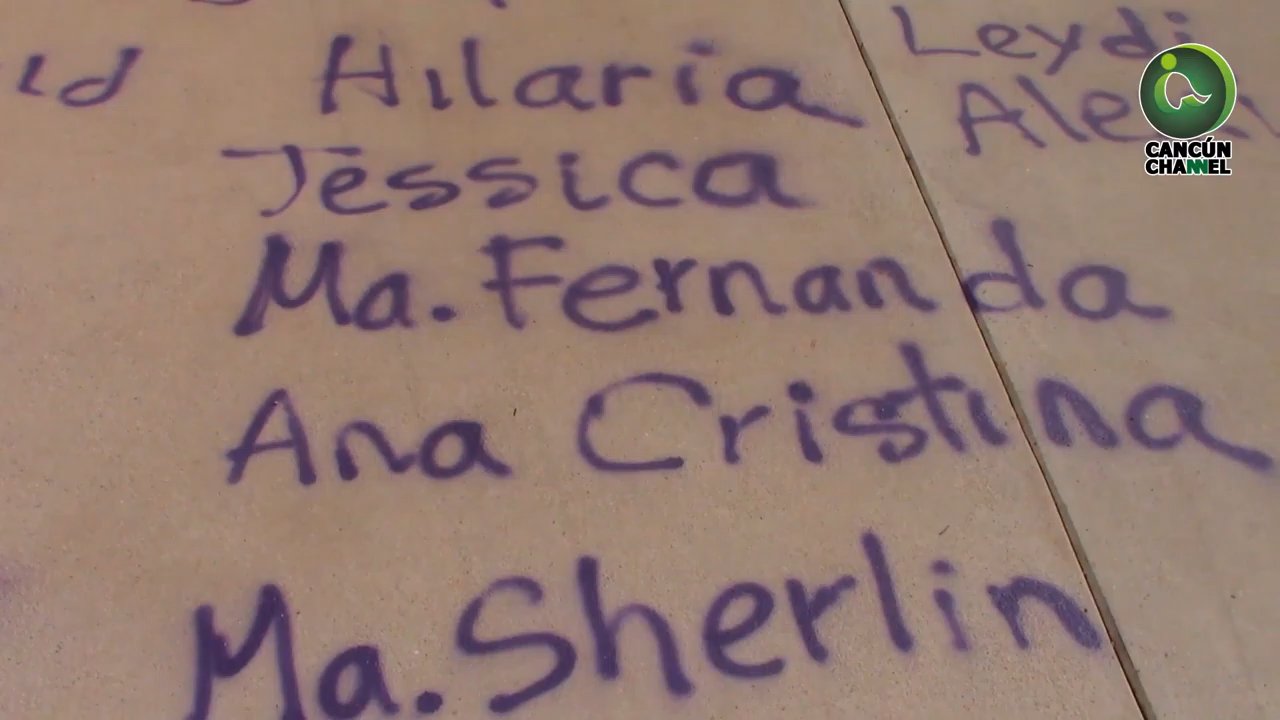 Hilaria
Jessica
Ma. Fernanda
Ana Cristina
Ma. Sherlin
Leydi
CANCÚN
CHANNEL